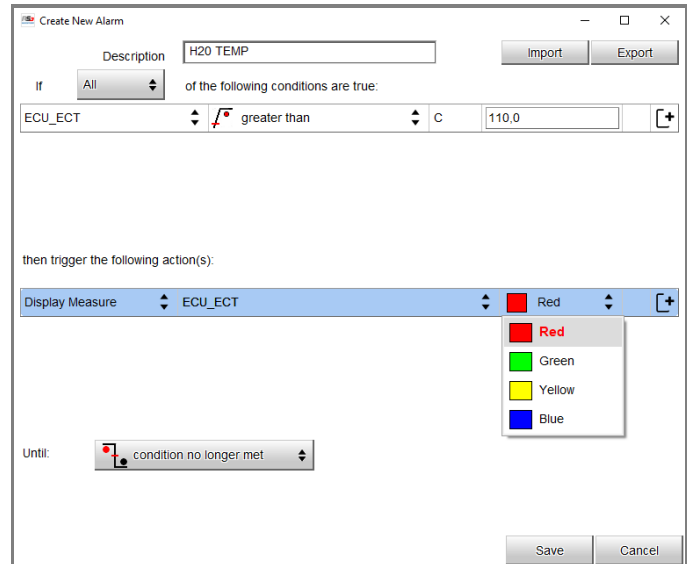 Create New Alarm
Description H20 TEMP Import Export
If All of the following conditions are true:
ECU_ECT greater than C 110,0
then trigger the following action(s):
Display Measure ECU_ECT Red
Red
Green
Yellow
Blue
Until: condition no longer met
Save Cancel